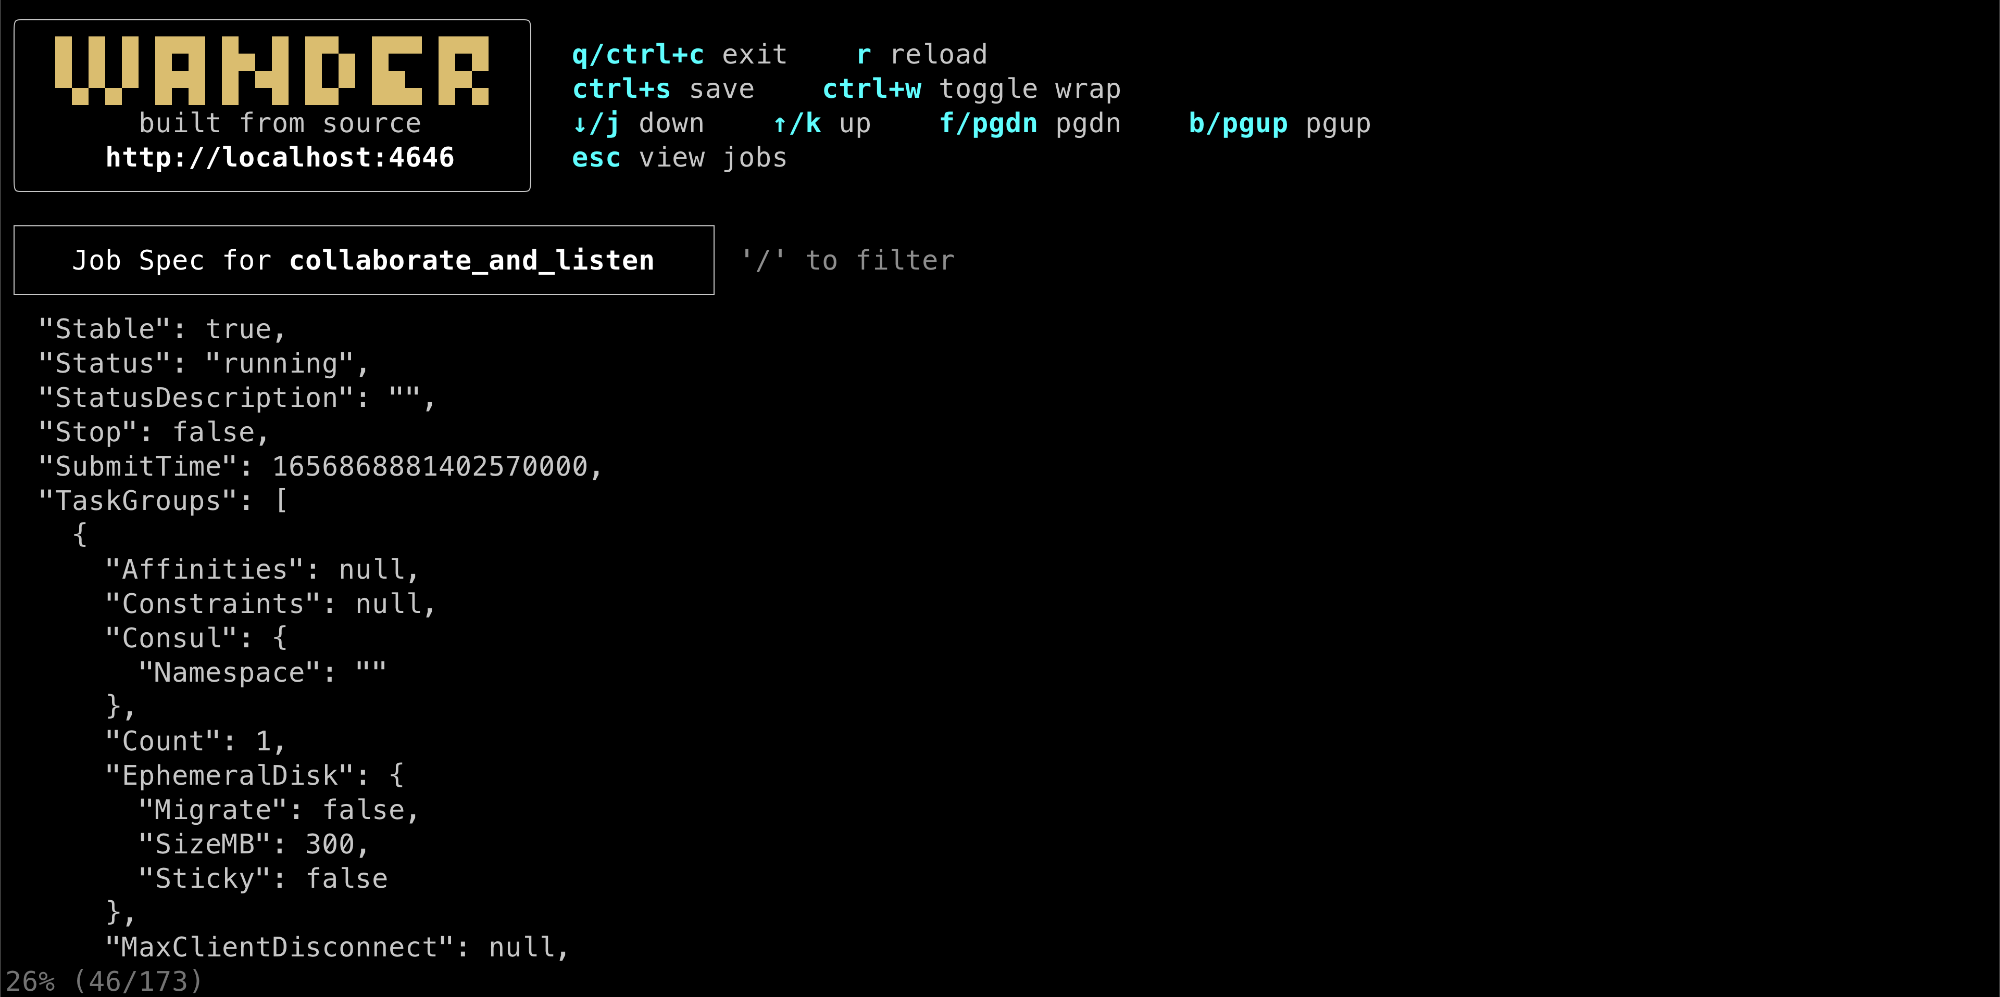 WANDER
built from source
http://localhost:4646
q/ctrl+c exit    r reload
ctrl+s save    ctrl+w toggle wrap
↓/j down    ↑/k up    f/pgdn pgdn    b/pgup pgup
esc view jobs
Job Spec for collaborate_and_listen    '/' to filter
"Stable": true,
"Status": "running",
"StatusDescription": "",
"Stop": false,
"SubmitTime": 1656868881402570000,
"TaskGroups": [
  {
    "Affinities": null,
    "Constraints": null,
    "Consul": {
      "Namespace": ""
    },
    "Count": 1,
    "EphemeralDisk": {
      "Migrate": false,
      "SizeMB": 300,
      "Sticky": false
    },
    "MaxClientDisconnect": null,
26% (46/173)